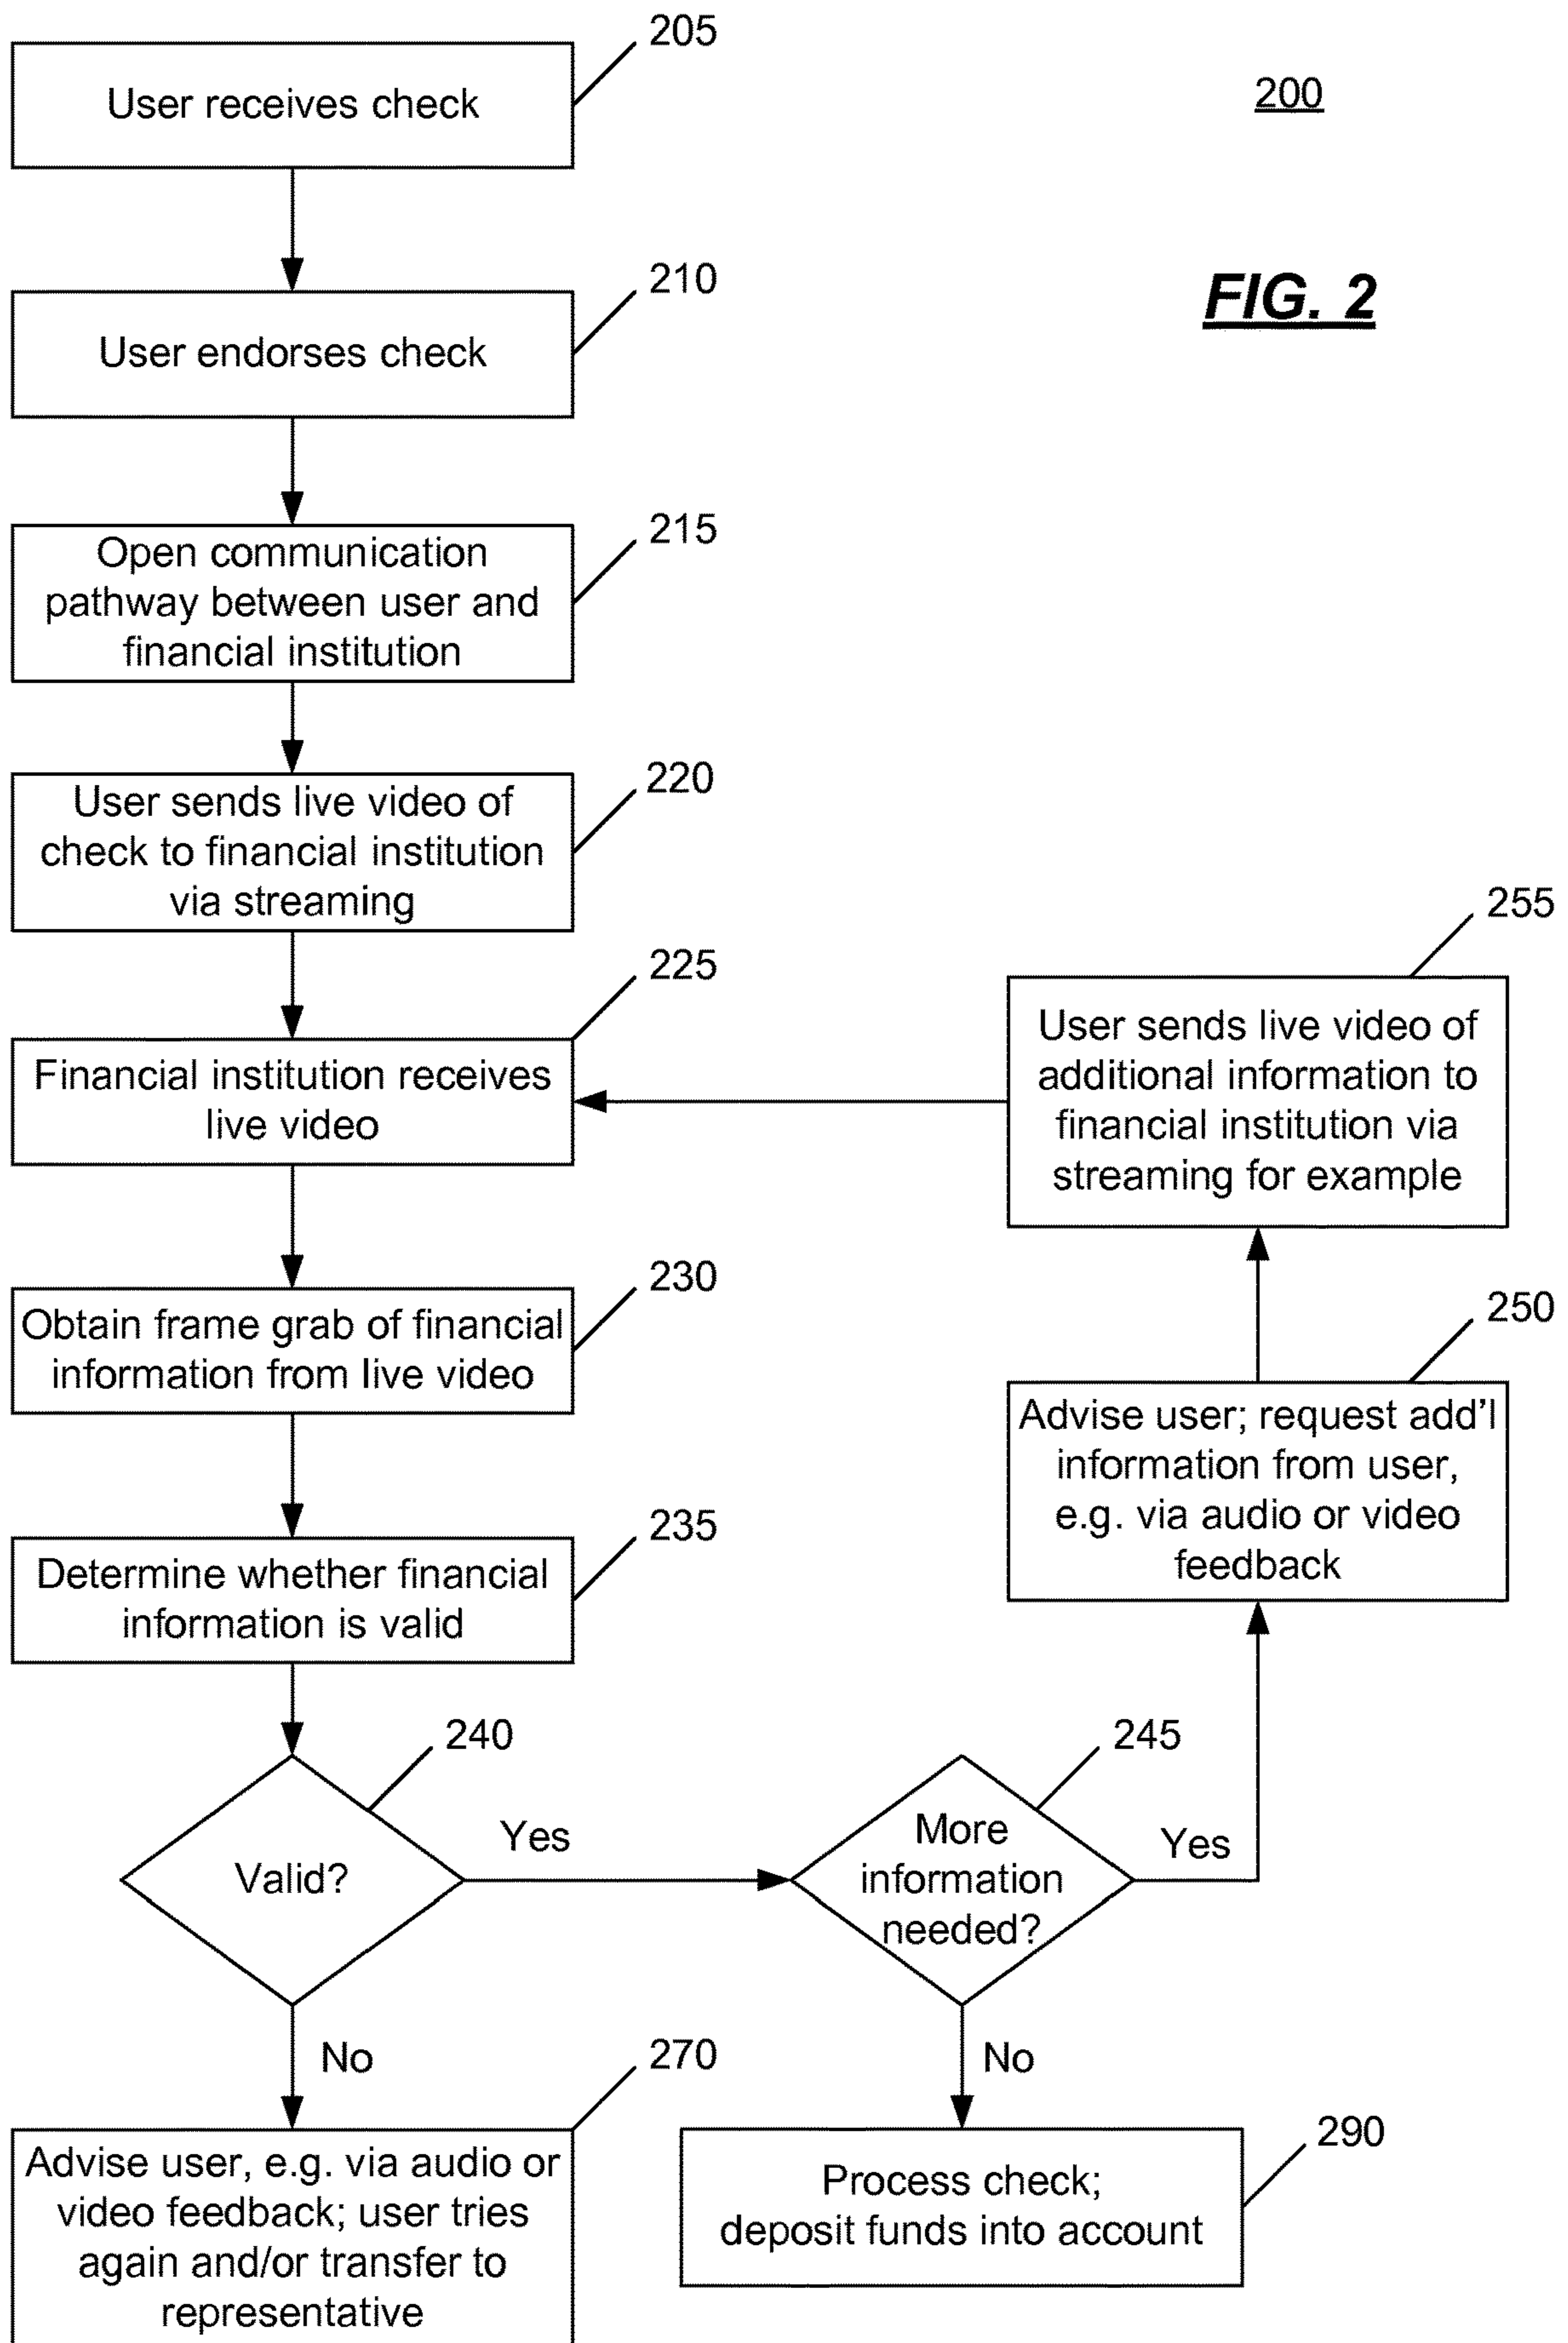 205
User receives check
200
210
User endorses check
FIG. 2
215
Open communication
pathway between user and
financial institution
220
User sends live video of
check to financial institution
via streaming
225
Financial institution receives
live video
255
User sends live video of
additional information to
financial institution via
streaming for example
230
Obtain frame grab of financial
information from live video
250
Advise user; request add'l
information from user,
e.g. via audio or video
feedback
235
Determine whether financial
information is valid
240
Valid?
Yes
245
More
information
needed?
Yes
No
No
270
Advise user, e.g. via audio or
video feedback; user tries
again and/or transfer to
representative
290
Process check;
deposit funds into account